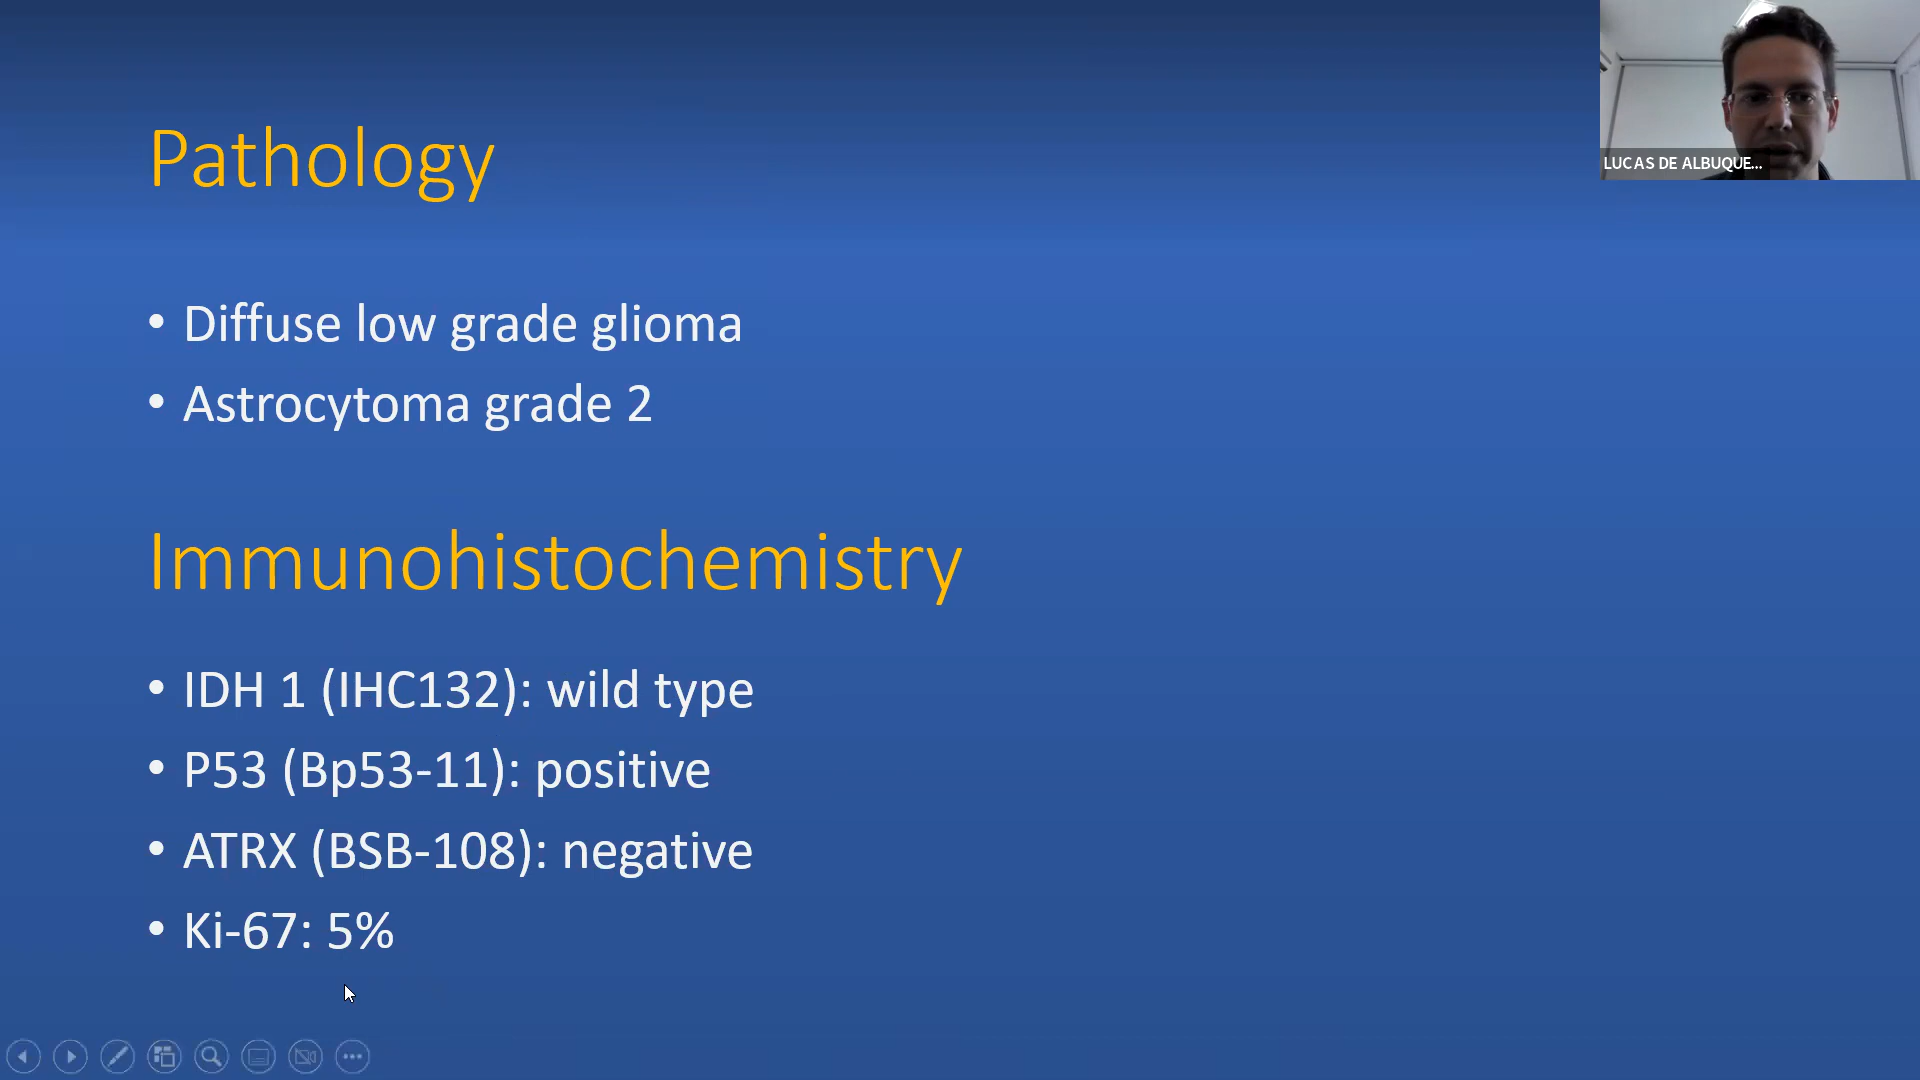 LUCAS DE ALBUQUE...
Pathology
• Diffuse low grade glioma
• Astrocytoma grade 2
Immunohistochemistry
• IDH 1 (IHC132): wild type
• P53 (Bp53-11): positive
• ATRX (BSB-108): negative
• Ki-67: 5%